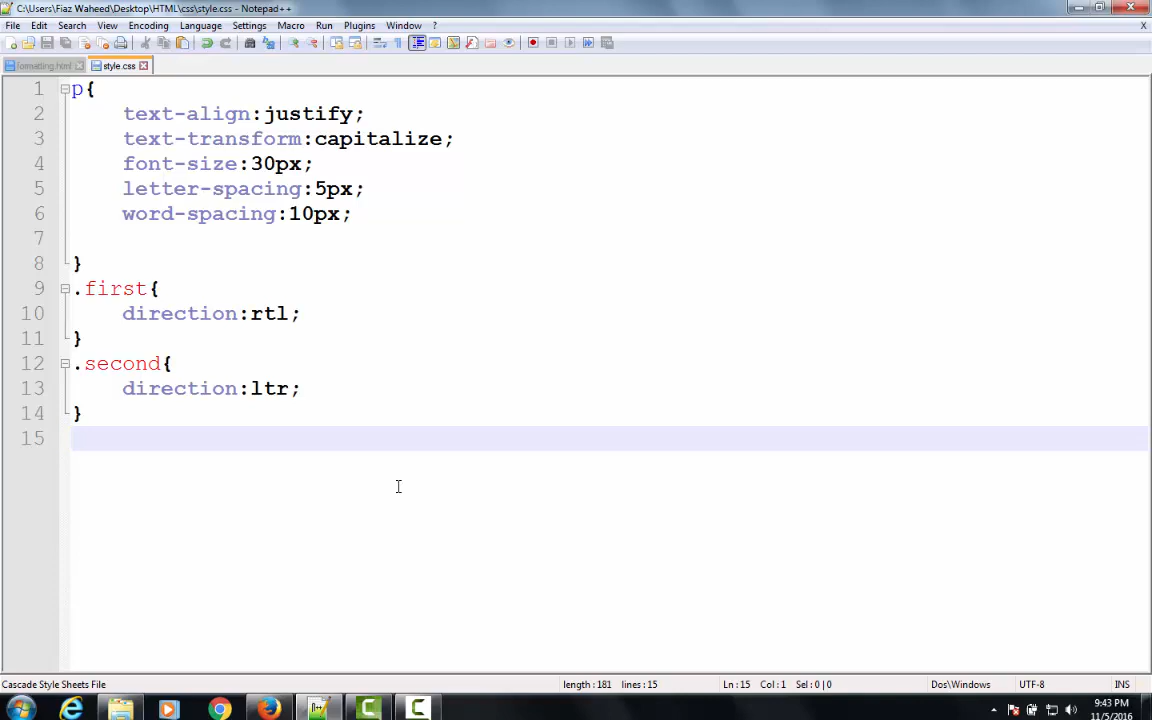 C:\Users\Fiaz Waheed\Desktop\HTML\css\style.css - Notepad++
File Edit Search View Encoding Language Settings Macro Run Plugins Window ? X
formatting.html style.css
1 p{
2 text-align:justify;
3 text-transform:capitalize;
4 font-size:30px;
5 letter-spacing:5px;
6 word-spacing:10px;
7
8 }
9 .first{
10 direction:rtl;
11 }
12 .second{
13 direction:ltr;
14 }
15
Cascade Style Sheets File length : 181 lines : 15 Ln : 15 Col : 1 Sel : 0 | 0 Dos\Windows UTF-8 INS
9:43 PM
11/5/2016